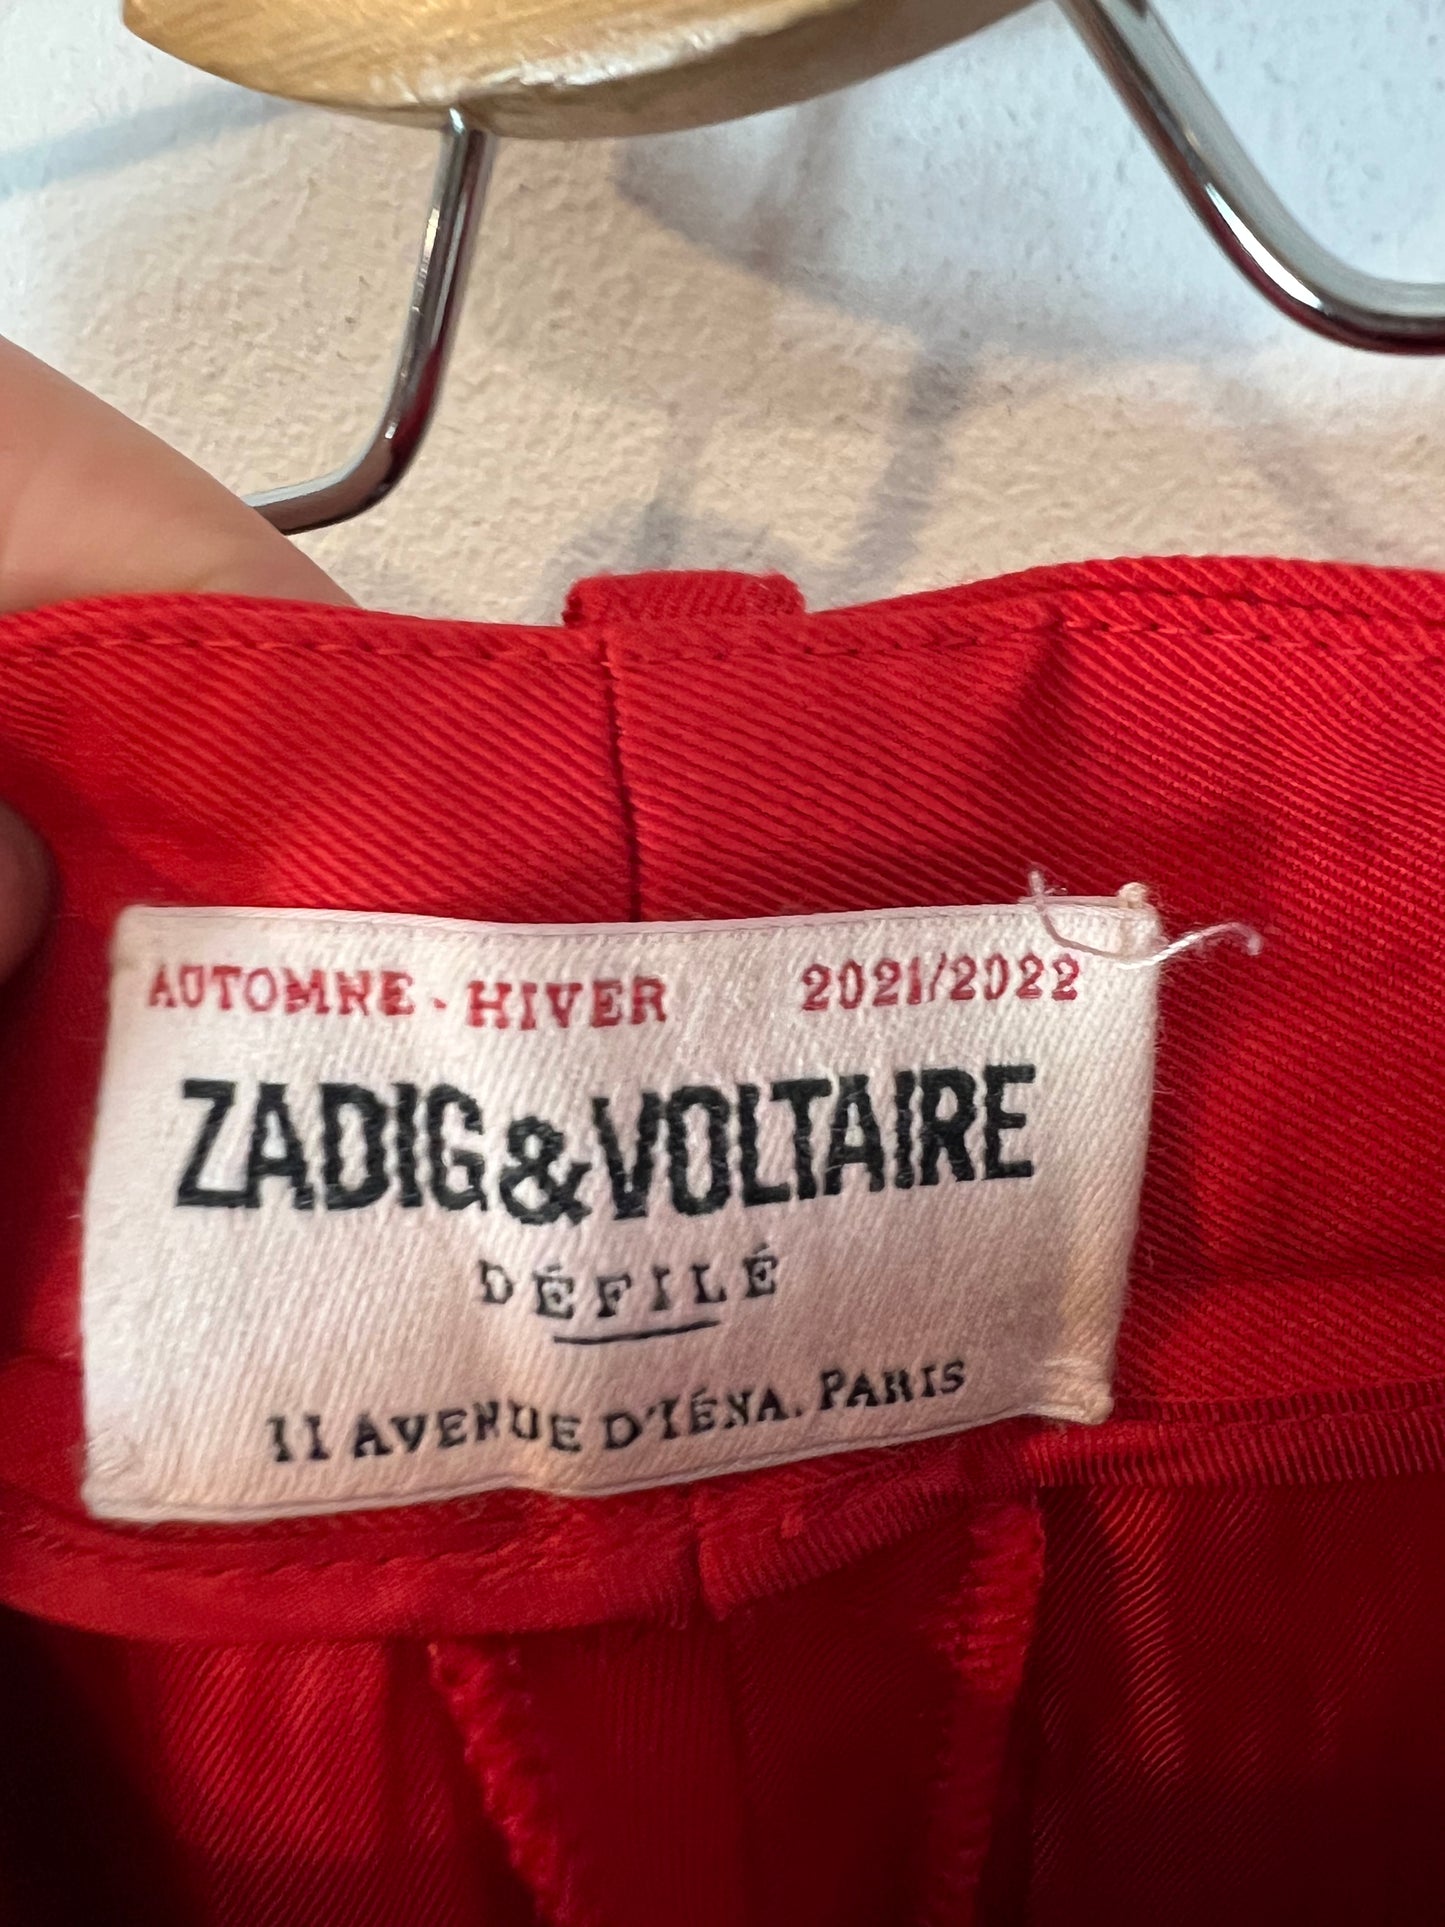 AUTOMNE - HIVER 2021/2022
ZADIG&VOLTAIRE
DÉFILÉ
11 AVENUE D'IÉNA. PARIS